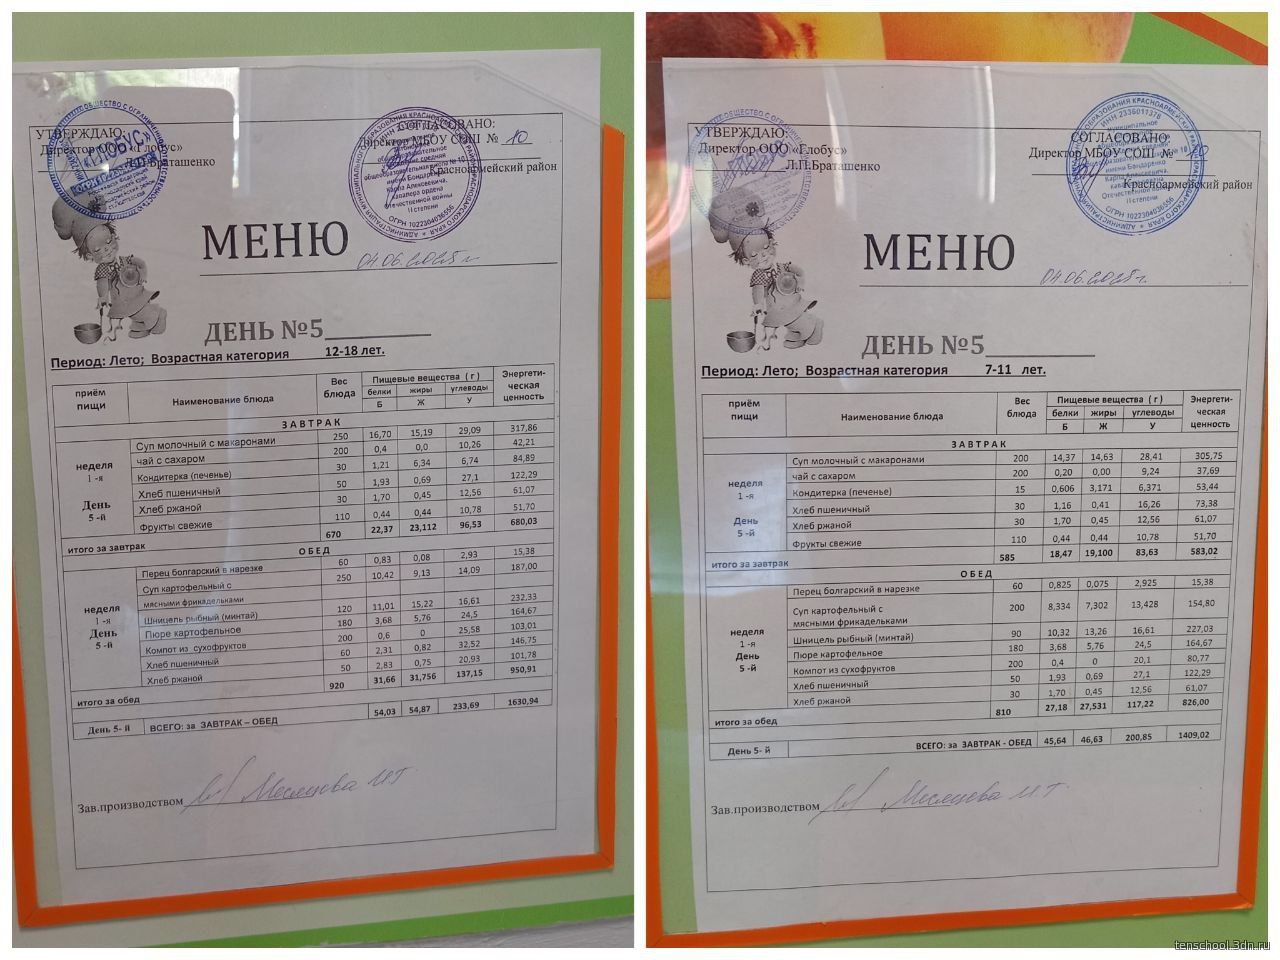 УТВЕРЖДАЮ:
Директор ООО «Глобус»
Л.П.Браташенко
СОГЛАСОВАНО:
Директор МБОУ СОШ № 10
Красноармейский район
МЕНЮ
04.06.2025 г.
ДЕНЬ №5
Период: Лето; Возрастная категория 12-18 лет.
приём пищи Наименование блюда Вес блюда Пищевые вещества ( г ) Энергети-ческая ценность
белки жиры углеводы
Б Ж У
ЗАВТРАК
неделя 1 -я День 5 -й
Суп молочный с макаронами 250 16,70 15,19 29,09 317,86
чай с сахаром 200 0,4 0,0 10,26 42,21
Кондитерка (печенье) 30 1,21 6,34 6,74 84,89
Хлеб пшеничный 50 1,93 0,69 27,1 122,29
Хлеб ржаной 30 1,70 0,45 12,56 61,07
Фрукты свежие 110 0,44 0,44 10,78 51,70
итого за завтрак 670 22,37 23,112 96,53 680,03
ОБЕД
неделя 1 -я День 5 -й
Перец болгарский в нарезке 60 0,83 0,08 2,93 15,38
Суп картофельный с 250 10,42 9,13 14,09 187,00
мясными фрикадельками
Шницель рыбный (минтай) 120 11,01 15,22 16,61 232,33
Пюре картофельное 180 3,68 5,76 24,5 164,67
Компот из сухофруктов 200 0,6 0 25,58 103,01
Хлеб пшеничный 60 2,31 0,82 32,52 146,75
Хлеб ржаной 50 2,83 0,75 20,93 101,78
итого за обед 920 31,66 31,756 137,15 950,91
День 5- й ВСЕГО: за ЗАВТРАК – ОБЕД 54,03 54,87 233,69 1630,94
Зав.производством
УТВЕРЖДАЮ:
Директор ООО «Глобус»
Л.П.Браташенко
СОГЛАСОВАНО:
Директор МБОУ СОШ № 10
Красноармейский район
МЕНЮ
04.06.2025 г.
ДЕНЬ №5
Период: Лето; Возрастная категория 7-11 лет.
приём пищи Наименование блюда Вес блюда Пищевые вещества ( г ) Энергети-ческая ценность
белки жиры углеводы
Б Ж У
ЗАВТРАК
неделя 1 -я День 5 -й
Суп молочный с макаронами 200 14,37 14,63 28,41 305,75
чай с сахаром 200 0,20 0,00 9,24 37,69
Кондитерка (печенье) 15 0,606 3,171 6,371 53,44
Хлеб пшеничный 30 1,16 0,41 16,26 73,38
Хлеб ржаной 30 1,70 0,45 12,56 61,07
Фрукты свежие 110 0,44 0,44 10,78 51,70
итого за завтрак 585 18,47 19,100 83,63 583,02
ОБЕД
неделя 1 -я День 5 -й
Перец болгарский в нарезке 60 0,825 0,075 2,925 15,38
Суп картофельный с 200 8,334 7,302 13,428 154,80
мясными фрикадельками
Шницель рыбный (минтай) 90 10,32 13,26 16,61 227,03
Пюре картофельное 180 3,68 5,76 24,5 164,67
Компот из сухофруктов 200 0,4 0 20,1 80,77
Хлеб пшеничный 50 1,93 0,69 27,1 122,29
Хлеб ржаной 30 1,70 0,45 12,56 61,07
итого за обед 810 27,18 27,531 117,22 826,00
День 5- й ВСЕГО: за ЗАВТРАК - ОБЕД 45,64 46,63 200,85 1409,02
Зав.производством
tenschool.3dn.ru